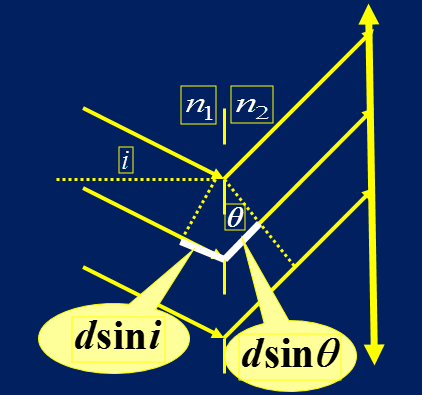 n₁ n₂
i
θ
dsini
dsinθ